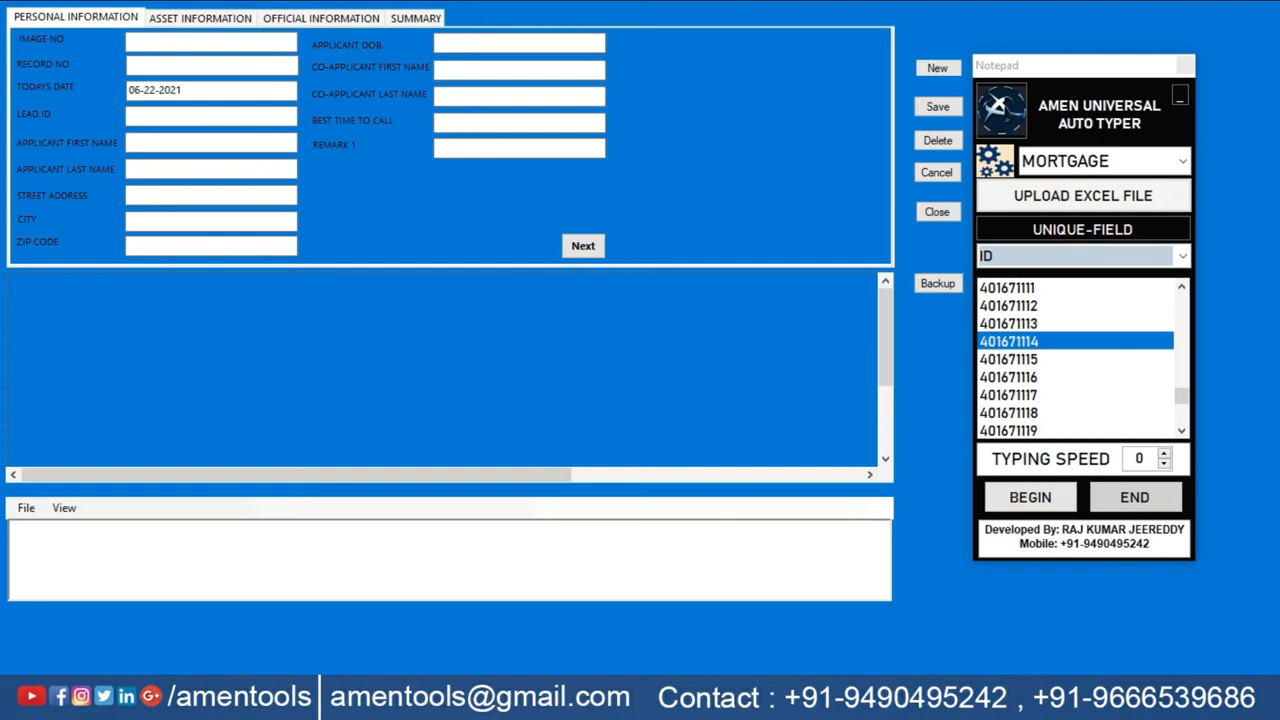 PERSONAL INFORMATION ASSET INFORMATION OFFICIAL INFORMATION SUMMARY
IMAGE NO
RECORD NO
TODAYS DATE 06-22-2021
LEAD ID
APPLICANT FIRST NAME
APPLICANT LAST NAME
STREET ADDRESS
CITY
ZIP CODE
APPLICANT DOB
CO-APPLICANT FIRST NAME
CO-APPLICANT LAST NAME
BEST TIME TO CALL
REMARK 1
Next
New
Save
Delete
Cancel
Close
Backup
File View
Notepad
AMEN UNIVERSAL
AUTO TYPER
_
MORTGAGE
UPLOAD EXCEL FILE
UNIQUE-FIELD
ID
401671111
401671112
401671113
401671114
401671115
401671116
401671117
401671118
401671119
TYPING SPEED 0
BEGIN END
Developed By: RAJ KUMAR JEEREDDY
Mobile: +91-9490495242
/amentools amentools@gmail.com Contact : +91-9490495242 , +91-9666539686